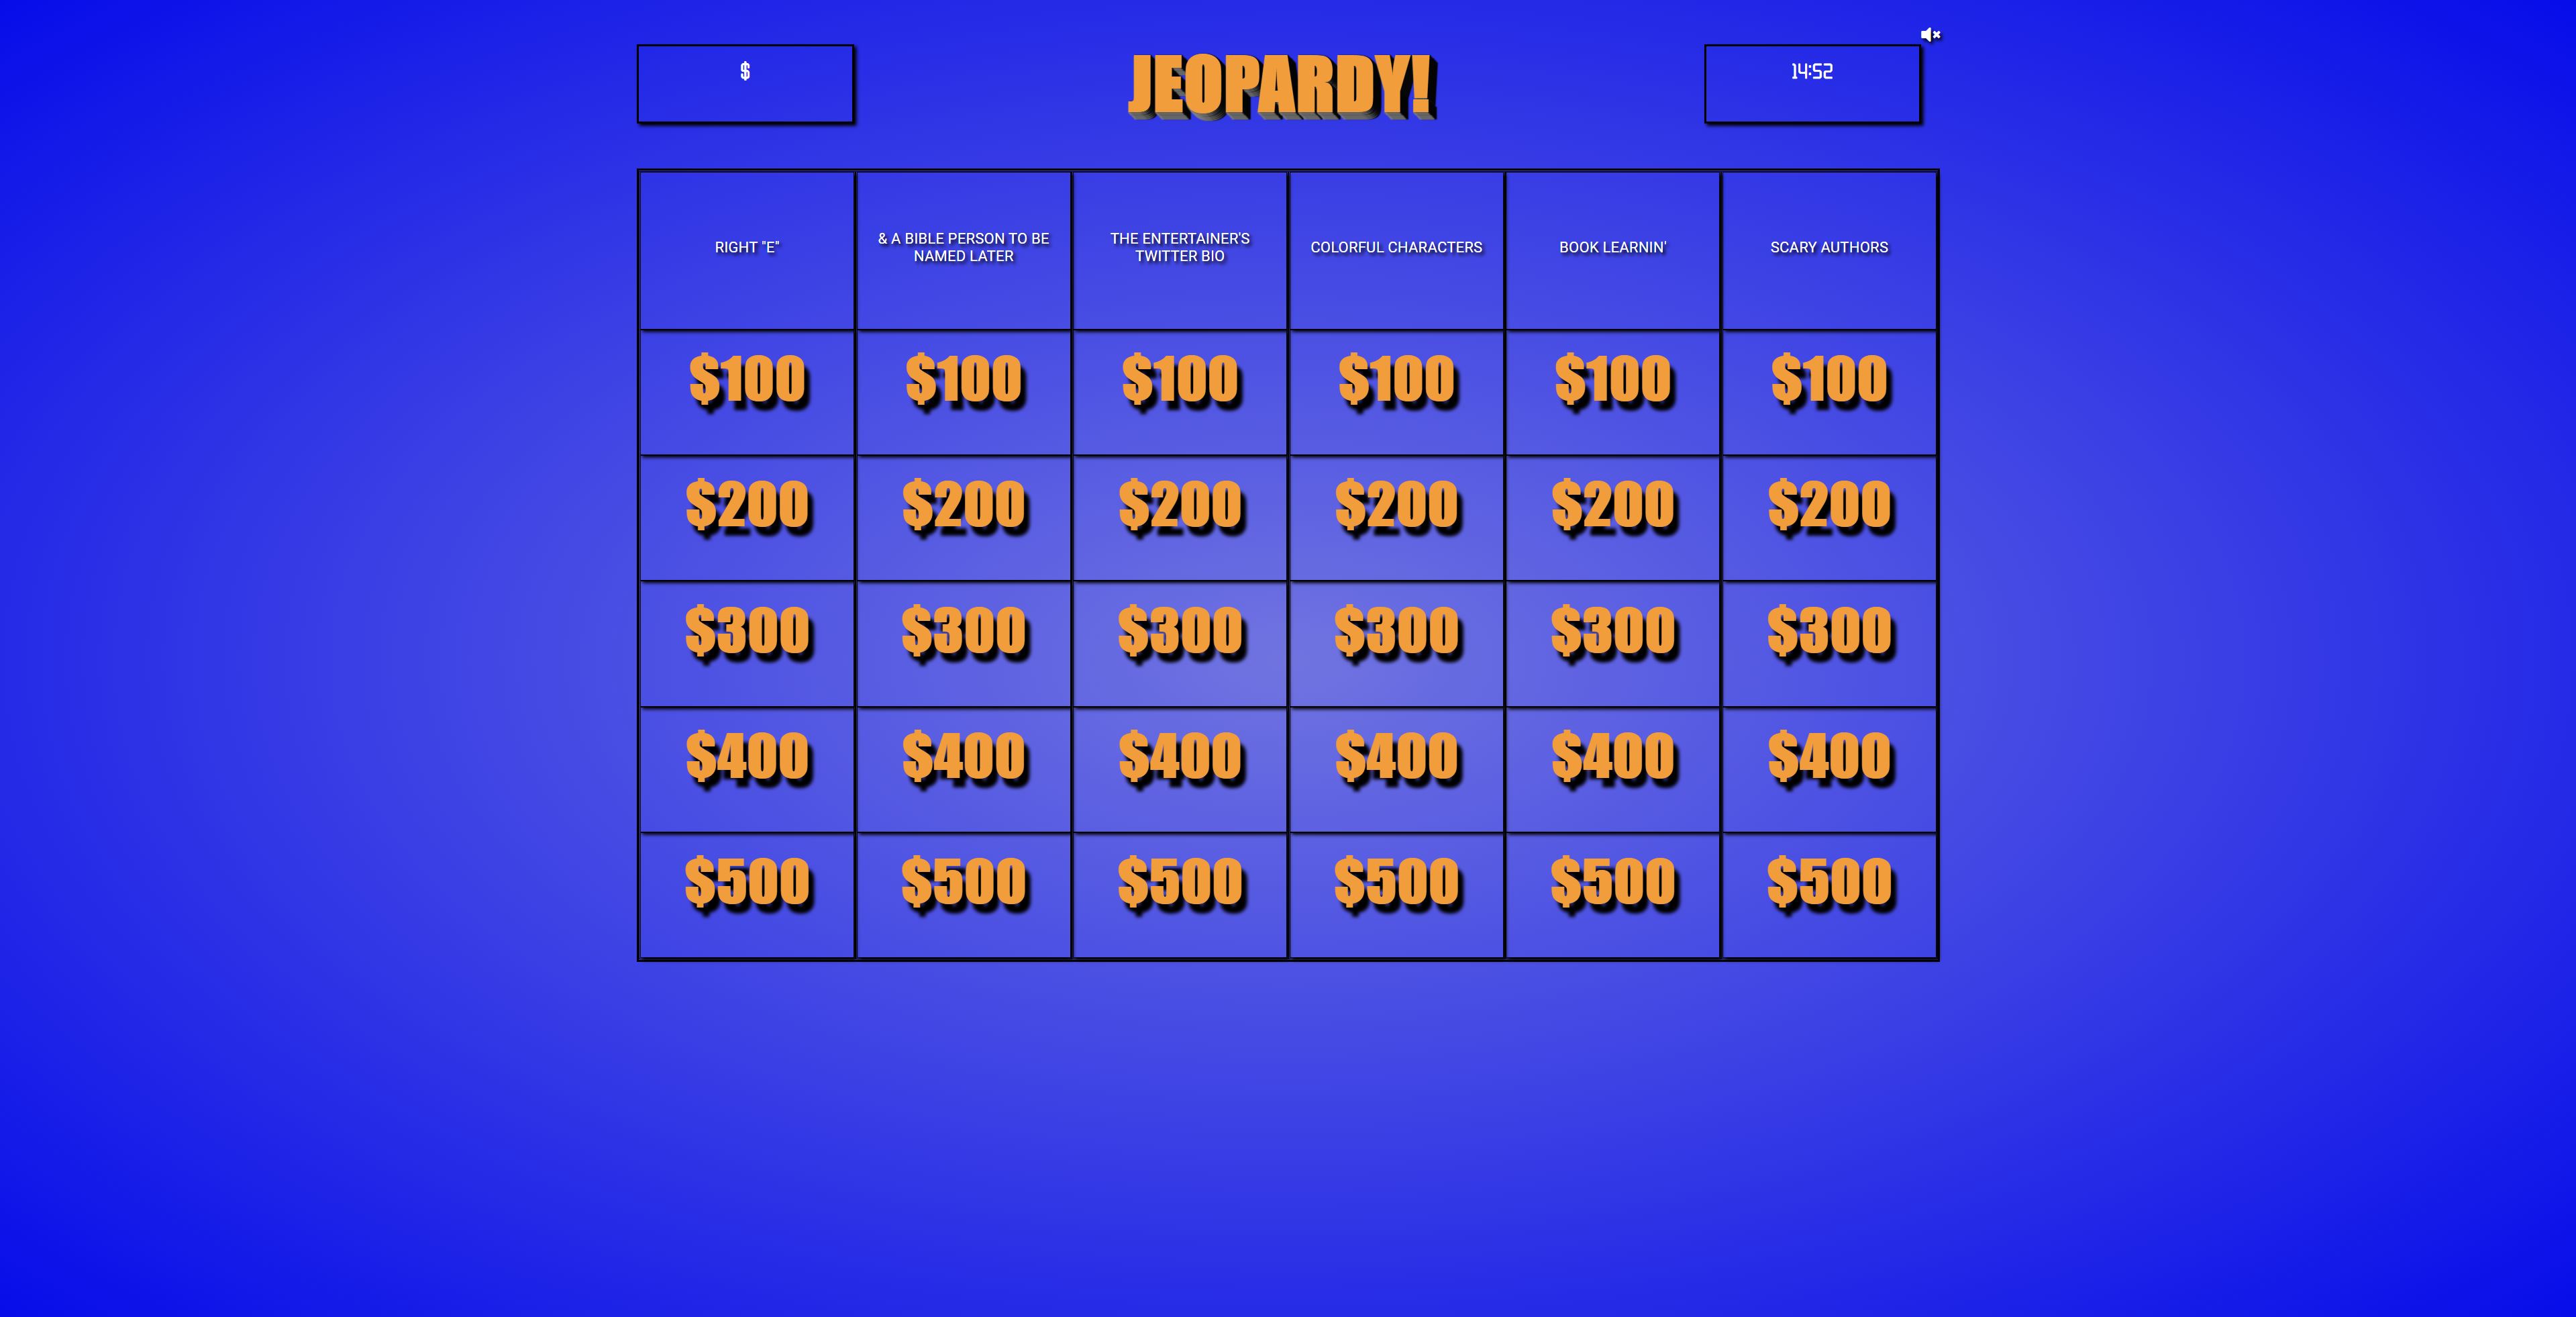 $
JEOPARDY!
14:52
RIGHT "E"
& A BIBLE PERSON TO BE
NAMED LATER
THE ENTERTAINER'S
TWITTER BIO
COLORFUL CHARACTERS
BOOK LEARNIN'
SCARY AUTHORS
$100 $100 $100 $100 $100 $100
$200 $200 $200 $200 $200 $200
$300 $300 $300 $300 $300 $300
$400 $400 $400 $400 $400 $400
$500 $500 $500 $500 $500 $500